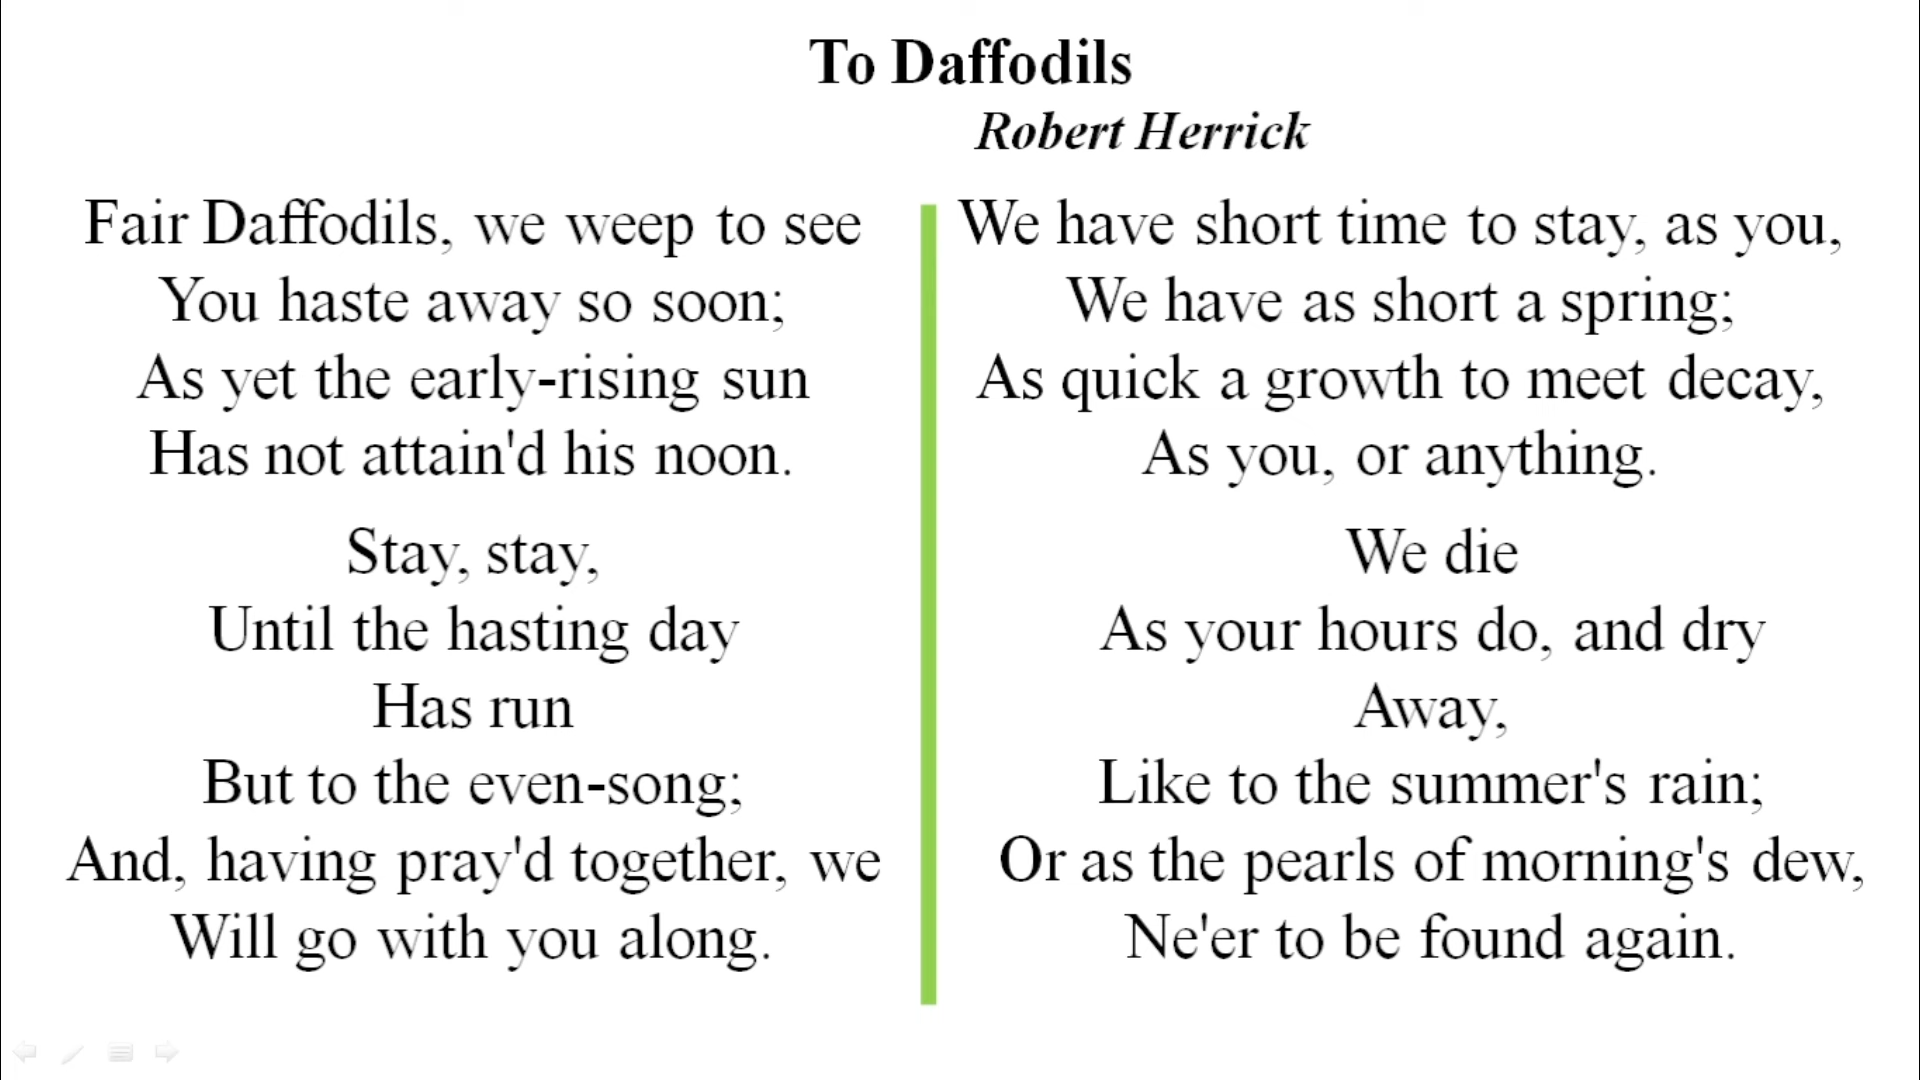 To Daffodils
Robert Herrick
Fair Daffodils, we weep to see
You haste away so soon;
As yet the early-rising sun
Has not attain'd his noon.
Stay, stay,
Until the hasting day
Has run
But to the even-song;
And, having pray'd together, we
Will go with you along.
We have short time to stay, as you,
We have as short a spring;
As quick a growth to meet decay,
As you, or anything.
We die
As your hours do, and dry
Away,
Like to the summer's rain;
Or as the pearls of morning's dew,
Ne'er to be found again.